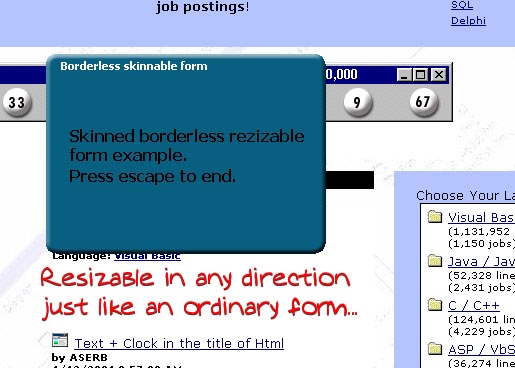 job postings!
SQL
Delphi
Borderless skinnable form
0,000
33
9
67
Skinned borderless rezizable
form example.
Press escape to end.
Choose Your La
Visual Bas
(1,131,952
(1,150 jobs)
Language: Visual Basic
Java / Jav
(52,328 line
(2,431 jobs)
Resizable in any direction
just like an ordinary form...
C / C++
(124,601 lin
(4,229 jobs)
Text + Clock in the title of Html
by ASERB
ASP / VbS
(36,274 line